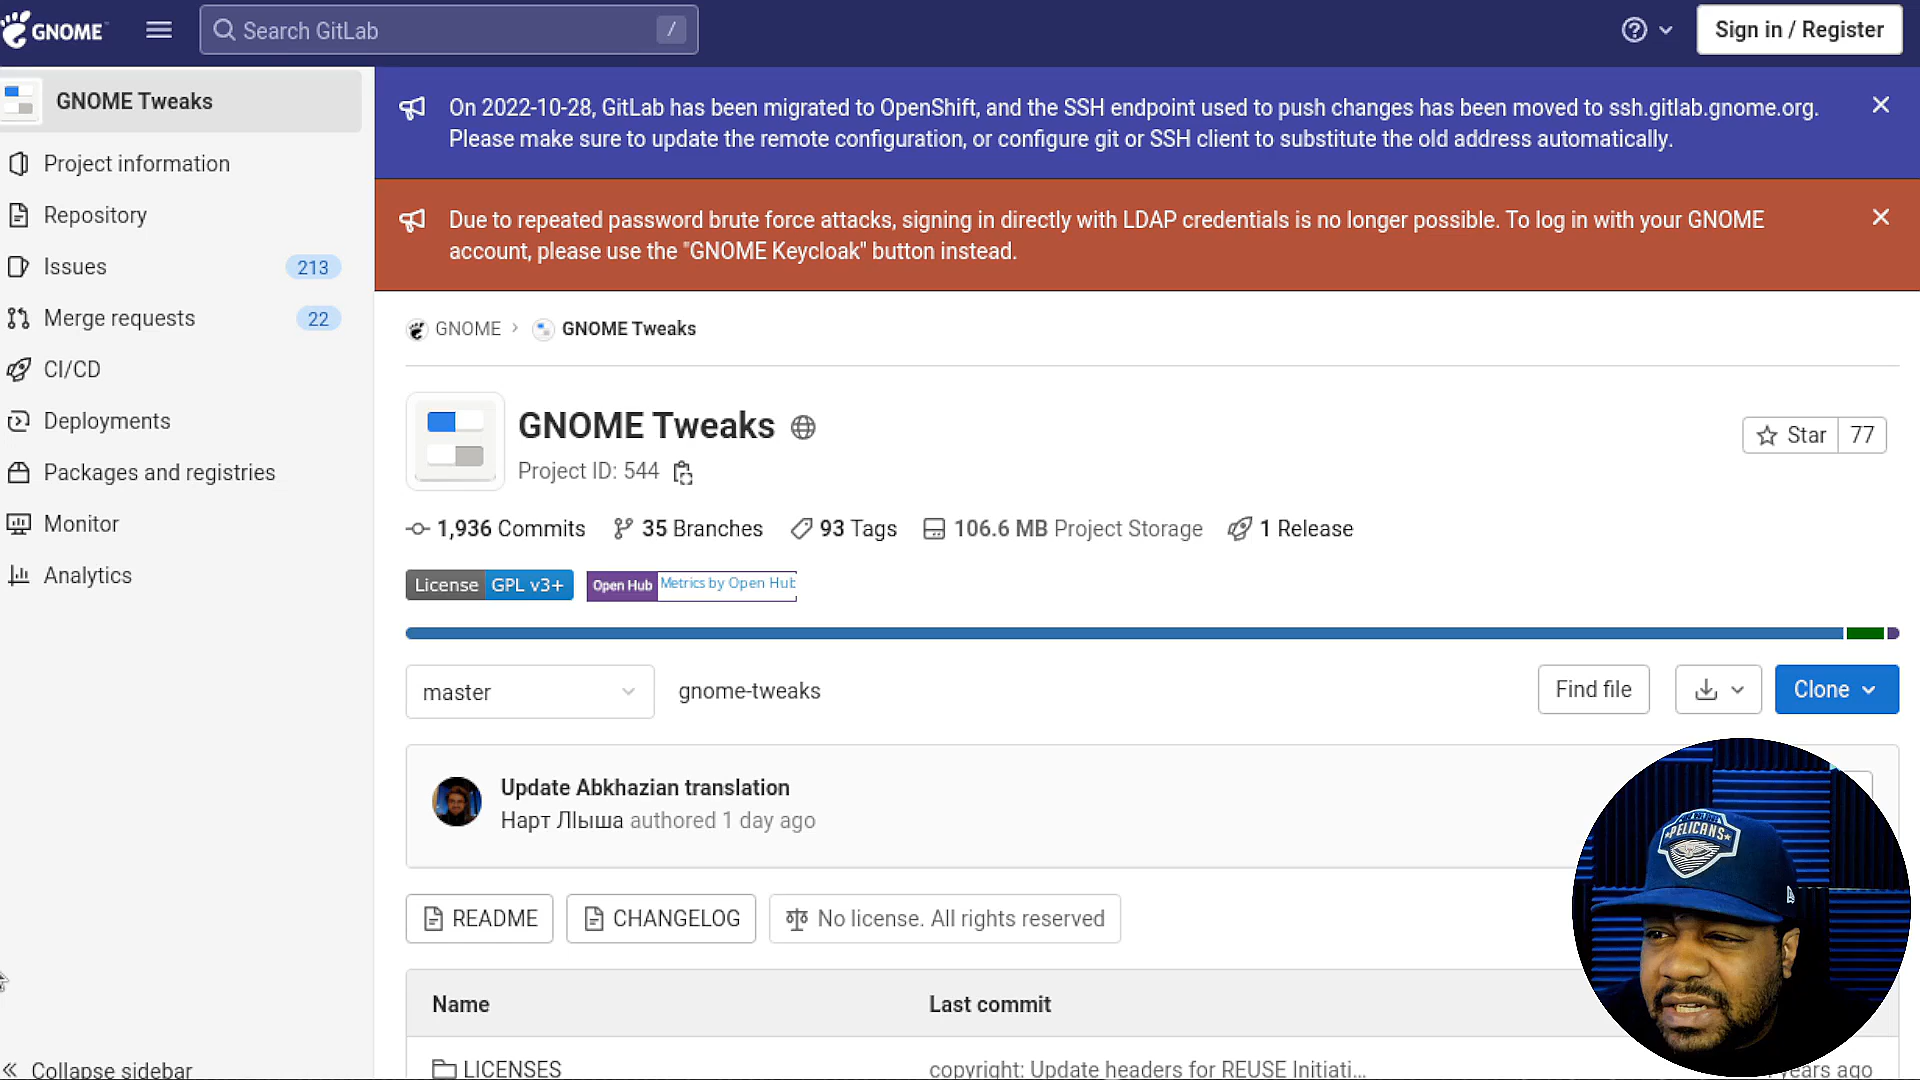 GNOME
Search GitLab
/
Sign in / Register
GNOME Tweaks
Project information
Repository
Issues
213
Merge requests
22
CI/CD
Deployments
Packages and registries
Monitor
Analytics
Collapse sidebar
On 2022-10-28, GitLab has been migrated to OpenShift, and the SSH endpoint used to push changes has been moved to ssh.gitlab.gnome.org.
Please make sure to update the remote configuration, or configure git or SSH client to substitute the old address automatically.
Due to repeated password brute force attacks, signing in directly with LDAP credentials is no longer possible. To log in with your GNOME
account, please use the "GNOME Keycloak" button instead.
GNOME > GNOME Tweaks
GNOME Tweaks
Star 77
Project ID: 544
1,936 Commits 35 Branches 93 Tags 106.6 MB Project Storage 1 Release
License GPL v3+ Open Hub Metrics by Open Hub
master gnome-tweaks Find file Clone
Update Abkhazian translation
Нарт Лӏыша authored 1 day ago
README CHANGELOG No license. All rights reserved
Name Last commit
LICENSES copyright: Update headers for REUSE Initiati... years ago
PELICANS